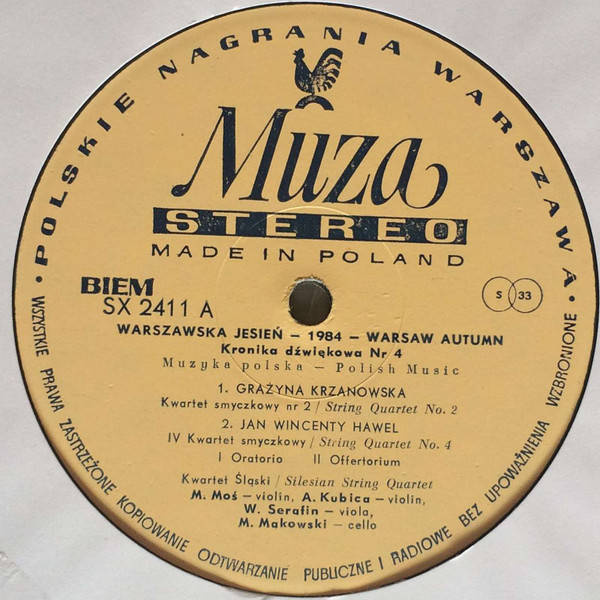 • POLSKIE NAGRANIA WARSZAWA •
Muza
STEREO
MADE IN POLAND
BIEM
SX 2411 A
S 33
WARSZAWSKA JESIEŃ – 1984 – WARSAW AUTUMN
Kronika dźwiękowa Nr 4
Muzyka polska – Polish Music
1. GRAŻYNA KRZANOWSKA
Kwartet smyczkowy nr 2 / String Quartet No. 2
2. JAN WINCENTY HAWEL
IV Kwartet smyczkowy / String Quartet No. 4
I Oratorio II Offertorium
Kwartet Śląski / Silesian String Quartet
M. Moś – violin, A. Kubica – violin,
W. Serafin – viola,
M. Makowski – cello
WSZYSTKIE PRAWA ZASTRZEŻONE KOPIOWANIE ODTWARZANIE PUBLICZNE I RADIOWE BEZ UPOWAŻNIENIA WZBRONIONE